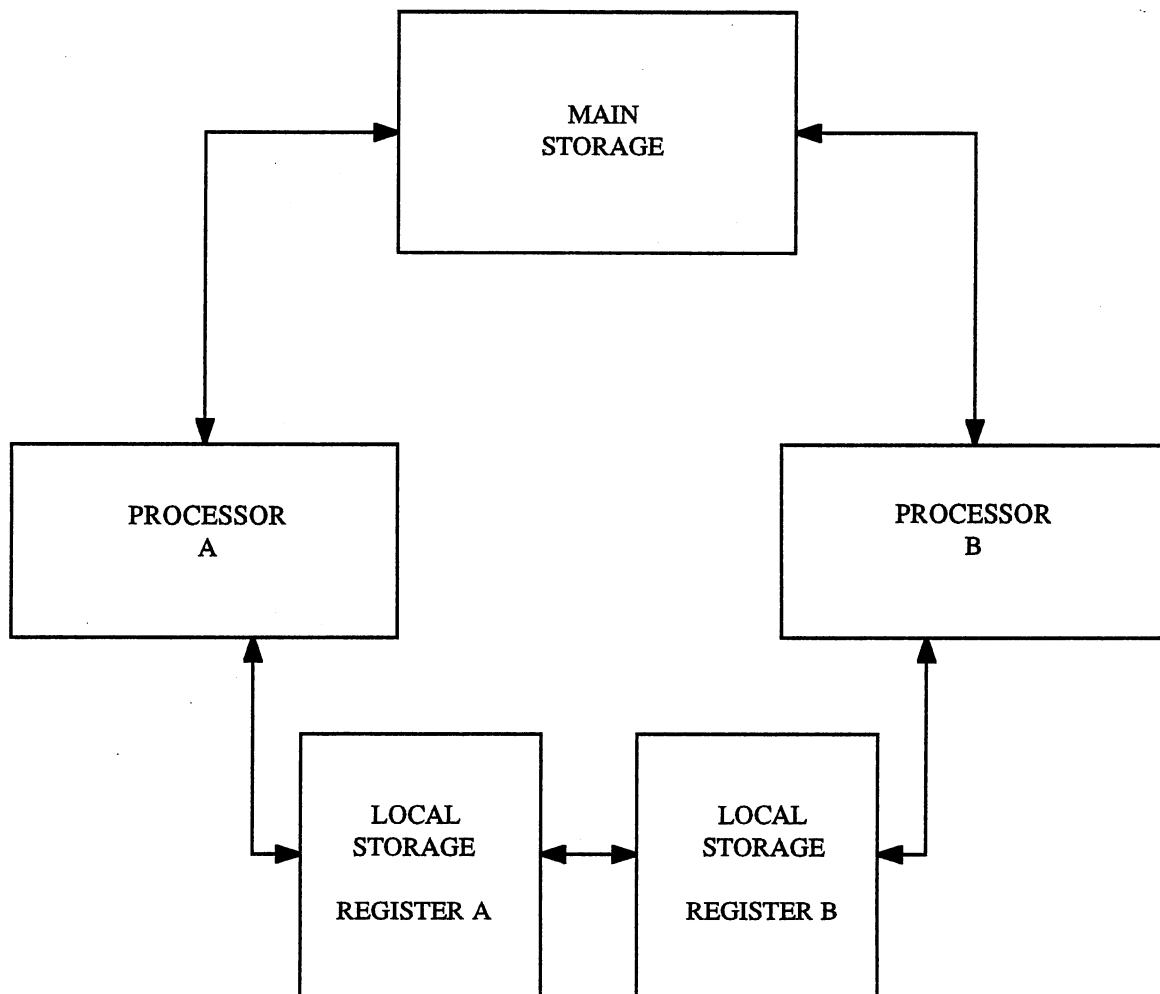 MAIN
STORAGE
PROCESSOR
A
PROCESSOR
B
LOCAL
STORAGE
REGISTER A
LOCAL
STORAGE
REGISTER B